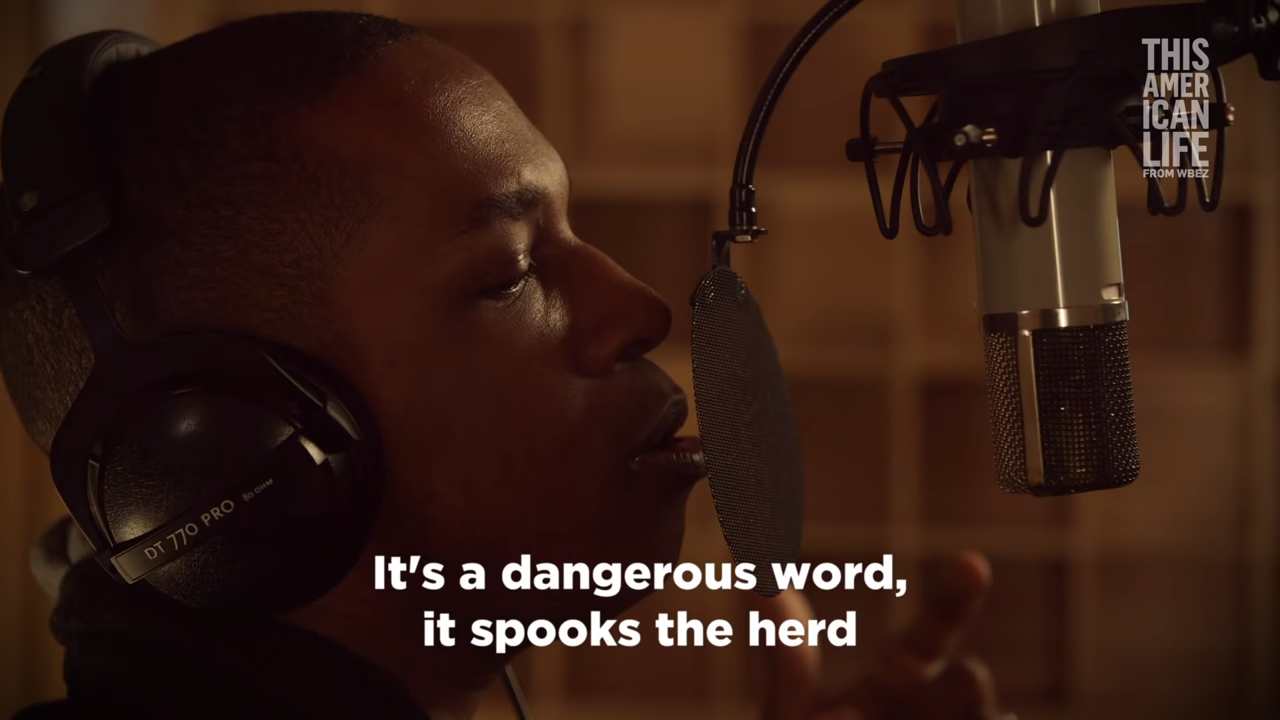 THIS
AMER
ICAN
LIFE
FROM WBEZ
DT 770 PRO 80 OHM
It's a dangerous word,
it spooks the herd